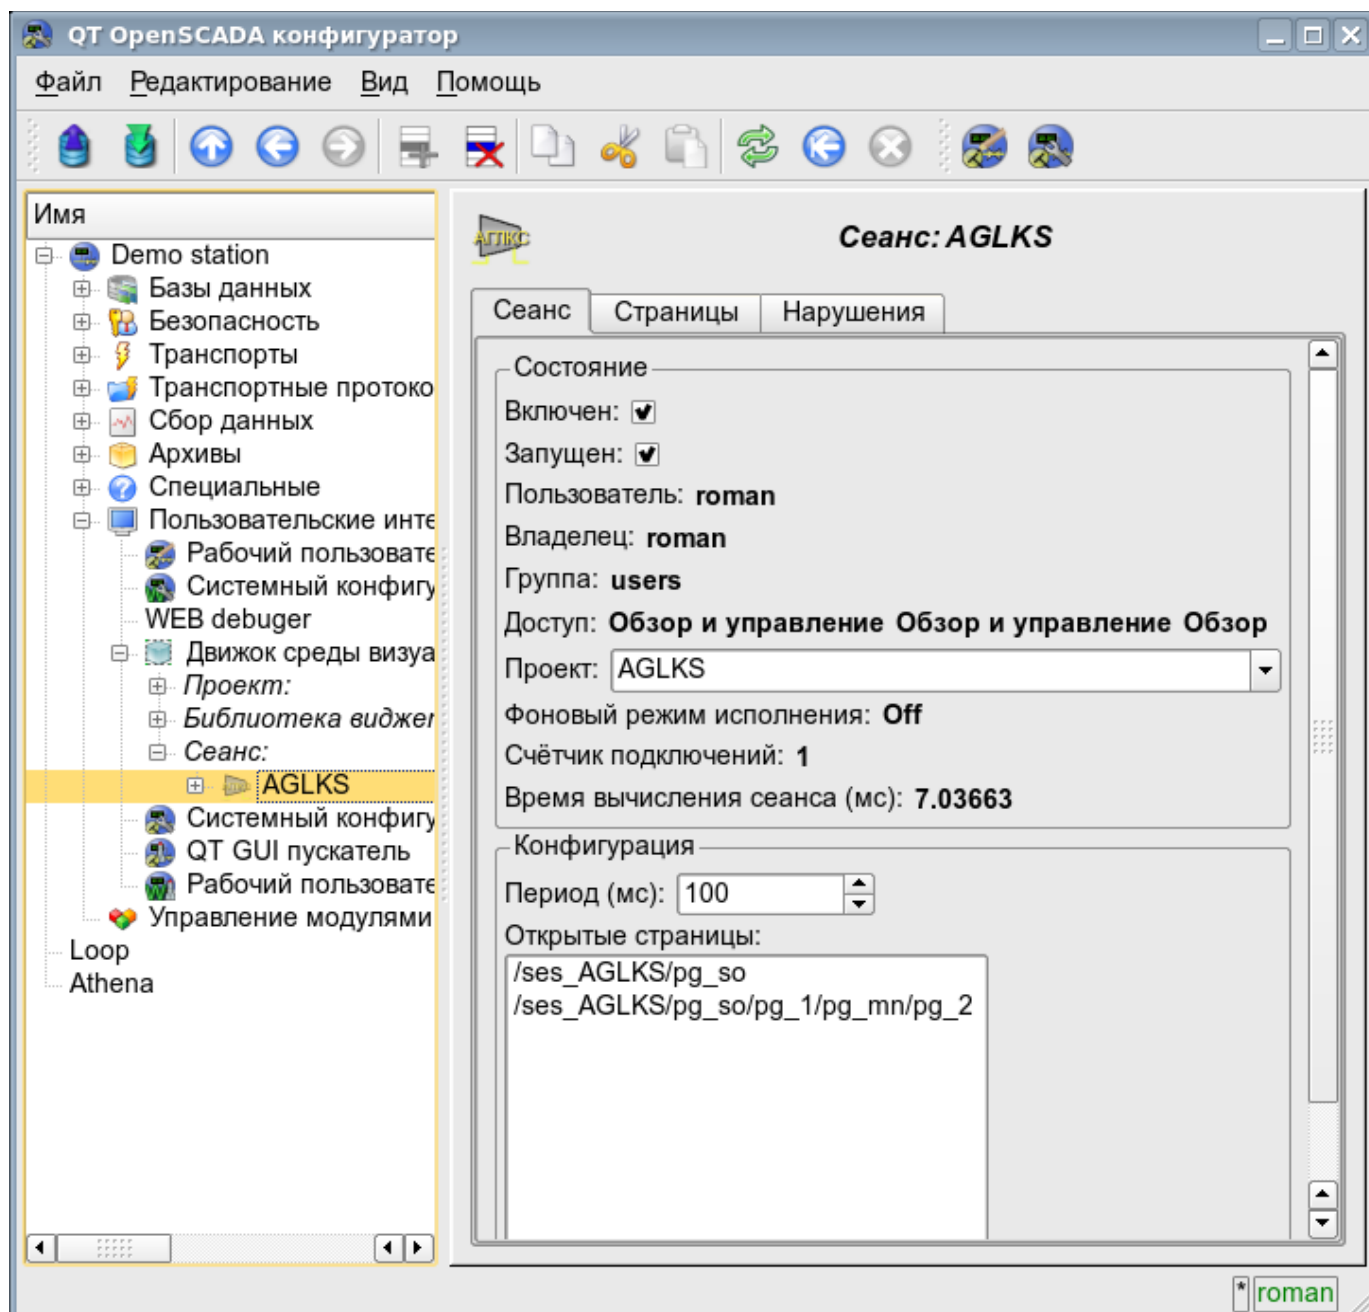 QT OpenSCADA конфигуратор
Файл Редактирование Вид Помощь
Имя
Demo station
Базы данных
Безопасность
Транспорты
Транспортные протоко
Сбор данных
Архивы
Специальные
Пользовательские инте
Рабочий пользовате
Системный конфигу
WEB debuger
Движок среды визуа
Проект:
Библиотека виджет
Сеанс:
AGLKS
Системный конфигу
QT GUI пускатель
Рабочий пользовате
Управление модулями
Loop
Athena
АГЛКС
Сеанс: AGLKS
Сеанс Страницы Нарушения
Состояние
Включен:
Запущен:
Пользователь: roman
Владелец: roman
Группа: users
Доступ: Обзор и управление Обзор и управление Обзор
Проект: AGLKS
Фоновый режим исполнения: Off
Счётчик подключений: 1
Время вычисления сеанса (мс): 7.03663
Конфигурация
Период (мс): 100
Открытые страницы:
/ses_AGLKS/pg_so
/ses_AGLKS/pg_so/pg_1/pg_mn/pg_2
* roman